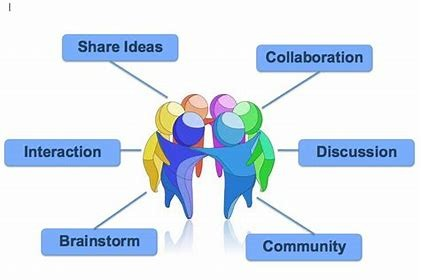 Share Ideas
Collaboration
Interaction
Discussion
Brainstorm
Community